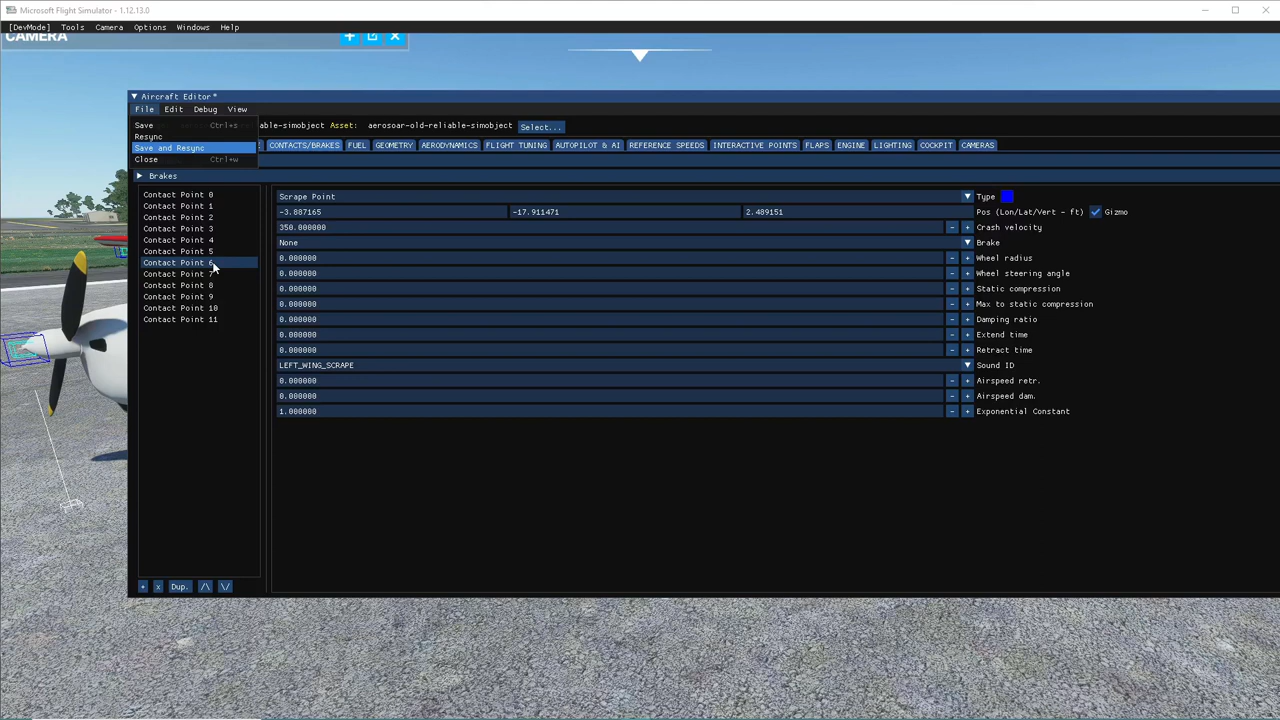 Microsoft Flight Simulator - 1.12.13.0
[DevMode] Tools Camera Options Windows Help
CAMERA
Aircraft Editor*
File Edit Debug View
Save Ctrl+s
able-simobject Asset: aerosoar-old-reliable-simobject Select...
Resync
Save and Resync
Close Ctrl+w
CONTACTS/BRAKES FUEL GEOMETRY AERODYNAMICS FLIGHT TUNING AUTOPILOT & AI REFERENCE SPEEDS INTERACTIVE POINTS FLAPS ENGINE LIGHTING COCKPIT CAMERAS
Brakes
Contact Point 0
Contact Point 1
Contact Point 2
Contact Point 3
Contact Point 4
Contact Point 5
Contact Point 6
Contact Point 7
Contact Point 8
Contact Point 9
Contact Point 10
Contact Point 11
Scrape Point Type
-3.887165 -17.911471 2.489151 Pos (Lon/Lat/Vert - ft) Gizmo
350.000000 - + Crash velocity
None Brake
0.000000 - + Wheel radius
0.000000 - + Wheel steering angle
0.000000 - + Static compression
0.000000 - + Max to static compression
0.000000 - + Damping ratio
0.000000 - + Extend time
0.000000 - + Retract time
LEFT_WING_SCRAPE Sound ID
0.000000 - + Airspeed retr.
0.000000 - + Airspeed dam.
1.000000 - + Exponential Constant
+ x Dup. /\ \/